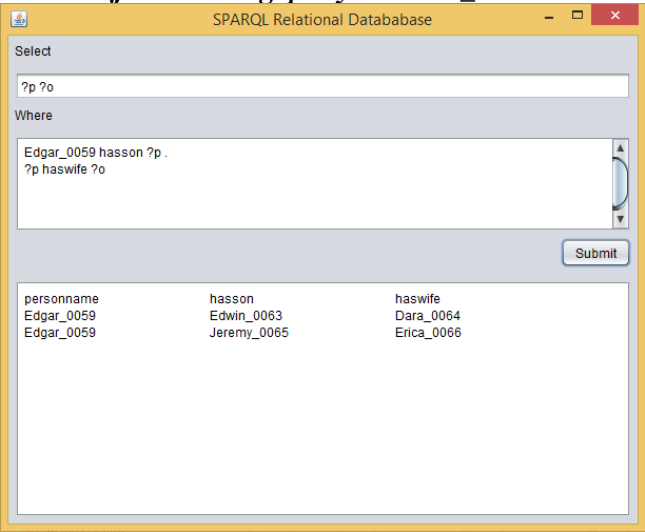 SPARQL Relational Datababase
Select
?p ?o
Where
Edgar_0059 hasson ?p .
?p haswife ?o
Submit
personname hasson haswife
Edgar_0059 Edwin_0063 Dara_0064
Edgar_0059 Jeremy_0065 Erica_0066